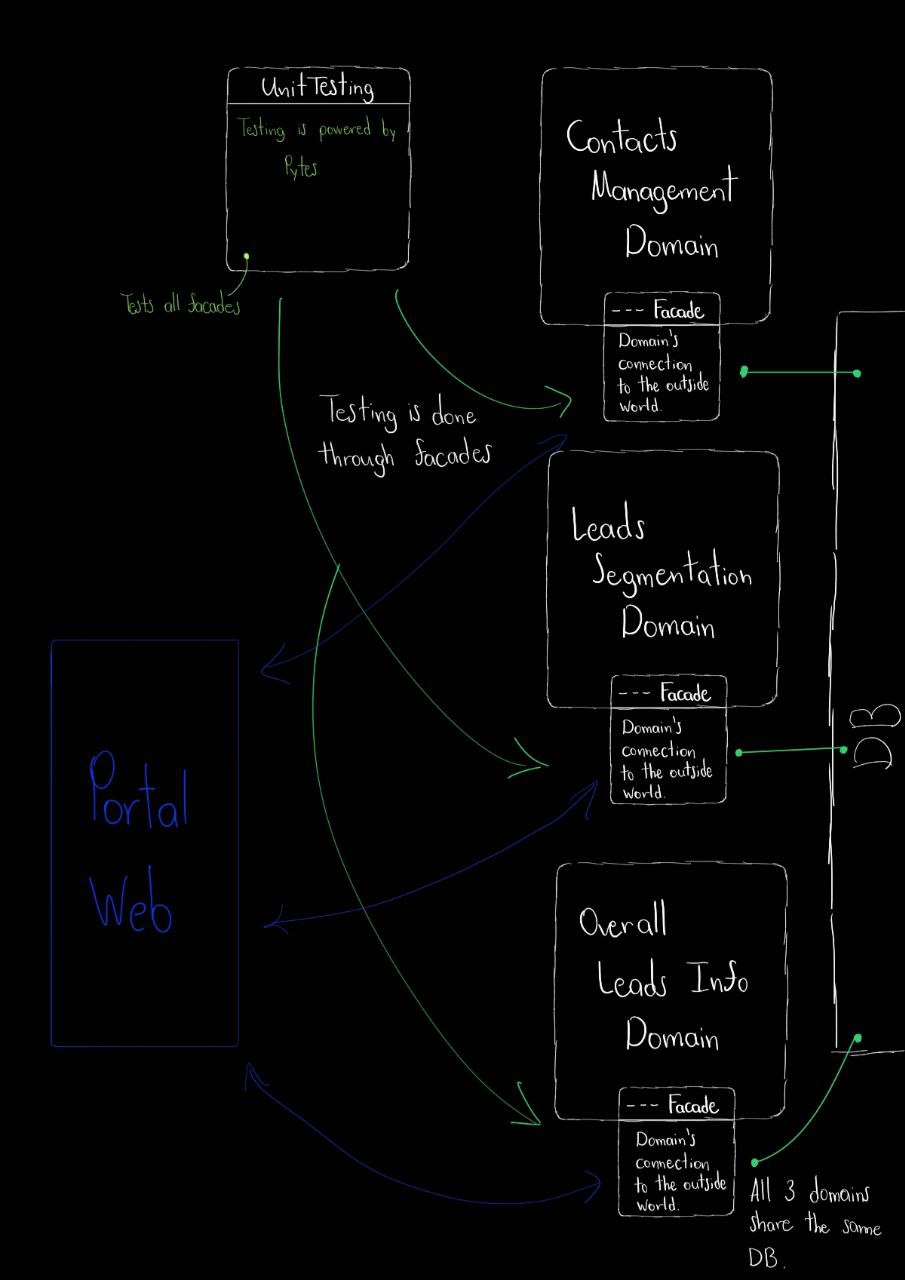 UnitTesting
Testing is powered by
Pytes
Tests all facades
Testing is done
through facades
Contacts
Management
Domain
--- Facade
Domain's
connection
to the outside
world.
Leads
Segmentation
Domain
--- Facade
Domain's
connection
to the outside
world.
Overall
Leads Info
Domain
--- Facade
Domain's
connection
to the outside
world.
Portal
Web
DB
All 3 domains
share the same
DB.